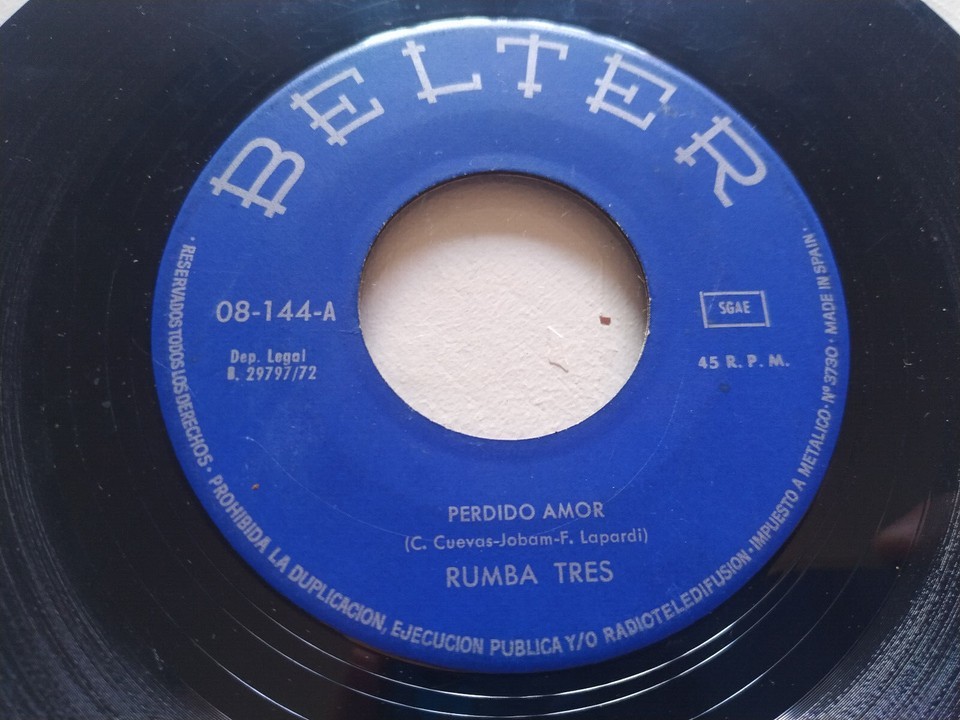 BELTER
08-144-A
SGAE
Dep. Legal
B. 29797/72
45 R. P. M.
PERDIDO AMOR
(C. Cuevas-Jobam-F. Lapardi)
RUMBA TRES
· RESERVADOS TODOS LOS DERECHOS · PROHIBIDA LA DUPLICACION, EJECUCION PUBLICA Y/O RADIOTELEDIFUSION · IMPUESTO A METALICO · Nº 3730 · MADE IN SPAIN ·